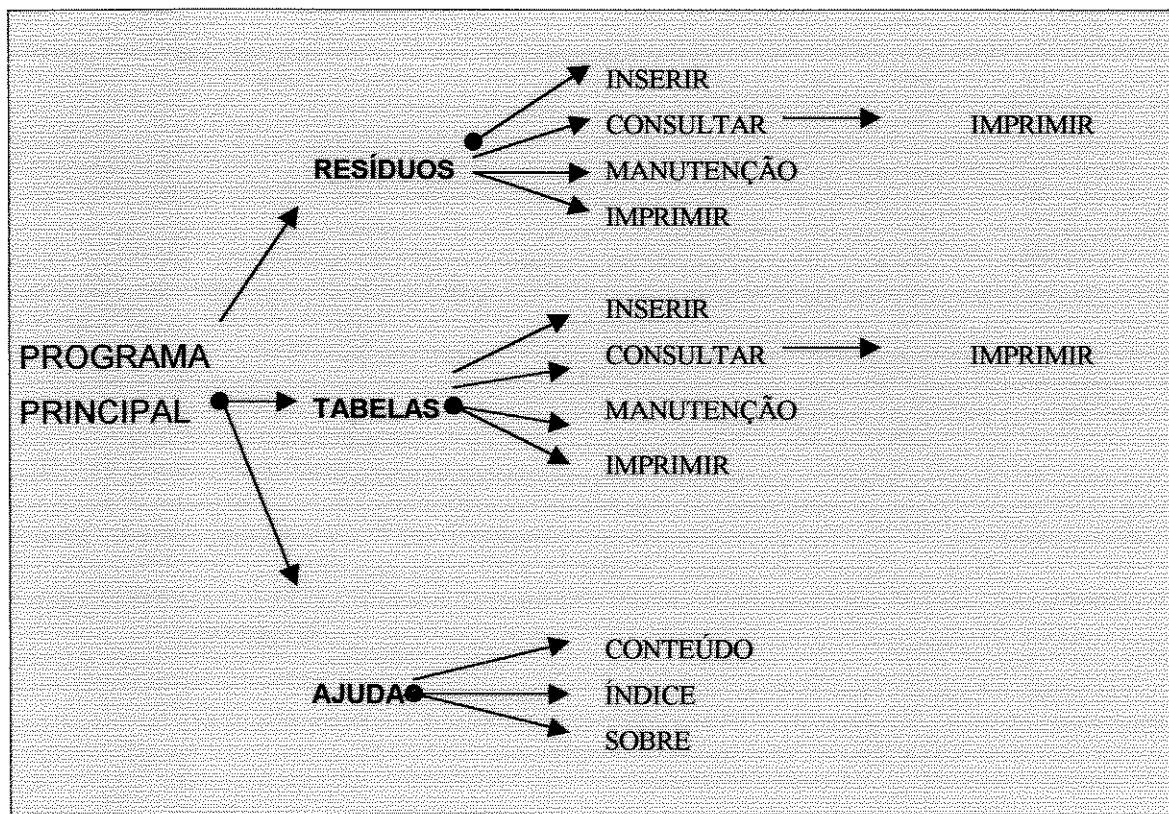 INSERIR
CONSULTAR IMPRIMIR
RESÍDUOS MANUTENÇÃO
IMPRIMIR
INSERIR
PROGRAMA CONSULTAR IMPRIMIR
PRINCIPAL TABELAS MANUTENÇÃO
IMPRIMIR
CONTEÚDO
AJUDA ÍNDICE
SOBRE